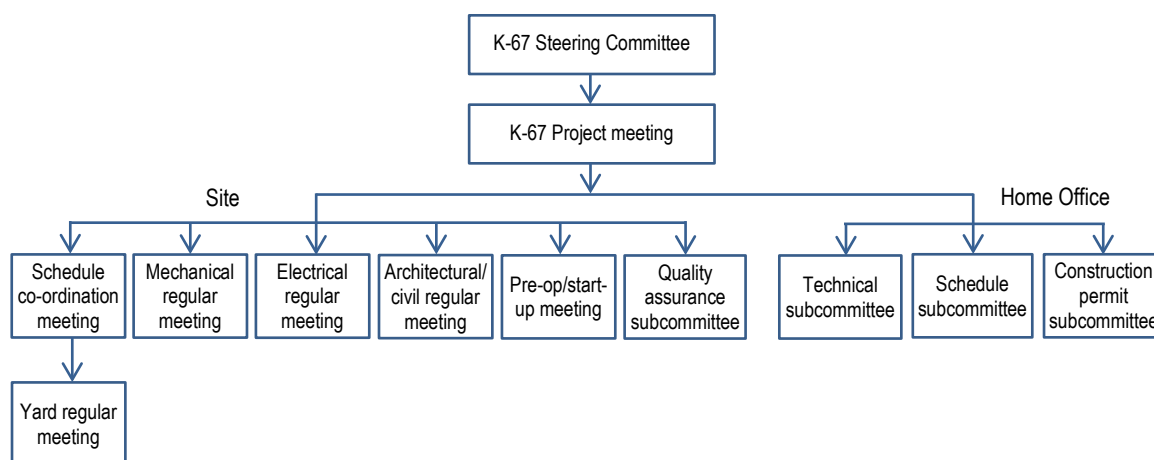 K-67 Steering Committee
K-67 Project meeting
Site
Home Office
Schedule
co-ordination
meeting
Mechanical
regular
meeting
Electrical
regular
meeting
Architectural/
civil regular
meeting
Pre-op/start-
up meeting
Quality
assurance
subcommittee
Technical
subcommittee
Schedule
subcommittee
Construction
permit
subcommittee
Yard regular
meeting